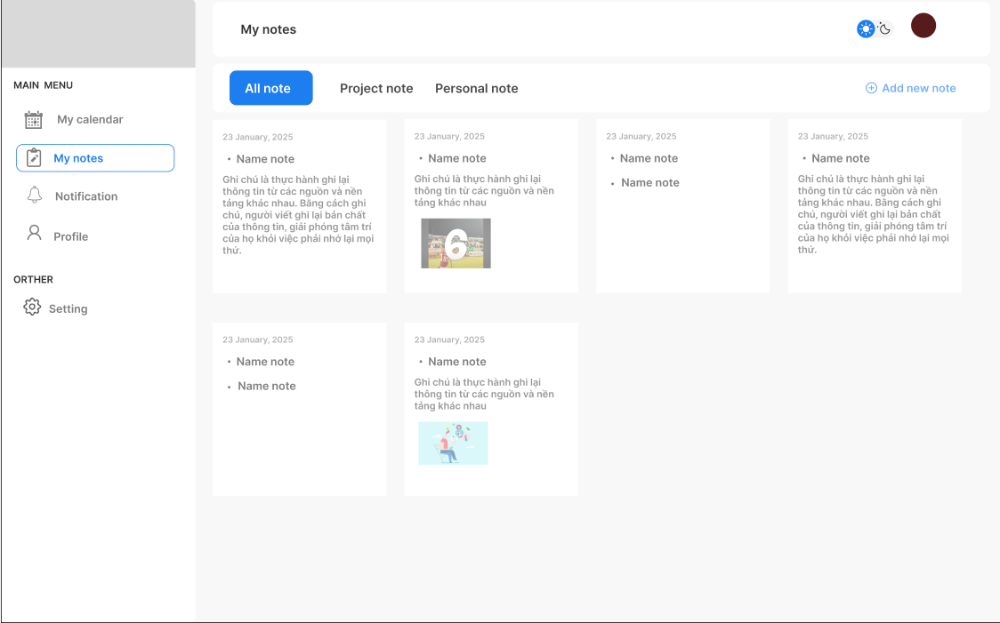 My notes
MAIN MENU
My calendar
My notes
Notification
Profile
ORTHER
Setting
All note
Project note
Personal note
Add new note
23 January, 2025
• Name note
Ghi chú là thực hành ghi lại
thông tin từ các nguồn và nền
tảng khác nhau. Bằng cách ghi
chú, người viết ghi lại bản chất
của thông tin, giải phóng tâm trí
của họ khỏi việc phải nhớ lại mọi
thứ.
23 January, 2025
• Name note
Ghi chú là thực hành ghi lại
thông tin từ các nguồn và nền
tảng khác nhau
6
23 January, 2025
• Name note
• Name note
23 January, 2025
• Name note
Ghi chú là thực hành ghi lại
thông tin từ các nguồn và nền
tảng khác nhau. Bằng cách ghi
chú, người viết ghi lại bản chất
của thông tin, giải phóng tâm trí
của họ khỏi việc phải nhớ lại mọi
thứ.
23 January, 2025
• Name note
• Name note
23 January, 2025
• Name note
Ghi chú là thực hành ghi lại
thông tin từ các nguồn và nền
tảng khác nhau